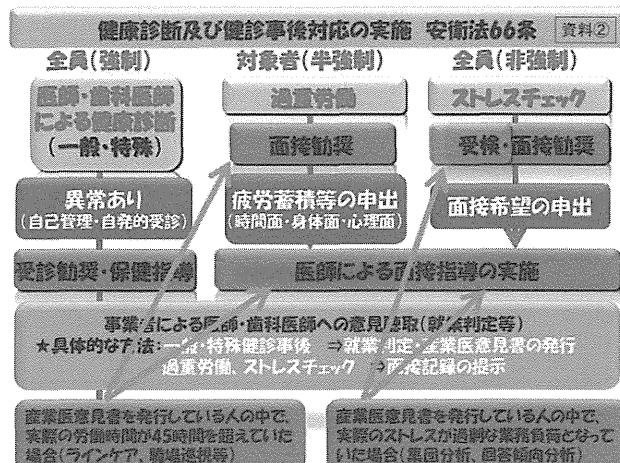 健康診断及び健診事後対応の実施 安衛法66条
資料②
全員(強制)
対象者(半強制)
全員(非強制)
医師・歯科医師
による健康診断
(一般・特殊)
過重労働
ストレスチェック
面接勧奨
受検・面接勧奨
異常あり
(自己管理・自発的受診)
疲労蓄積等の申出
(時間面・身体面・心理面)
面接希望の申出
受診勧奨・保健指導
医師による面接指導の実施
事業者による医師・歯科医師への意見聴取(就業判定等)
★具体的な方法:一般・特殊健診事後 ⇒就業判定・産業医意見書の発行
過重労働、ストレスチェック ⇒面接記録の提示
産業医意見書を発行している人の中で、
実際の労働時間が45時間を超えていた
場合(ラインケア、職場巡視等)
産業医意見書を発行している人の中で、
実際のストレスが過剰な業務負荷となって
いた場合(集団分析、回答傾向分析)